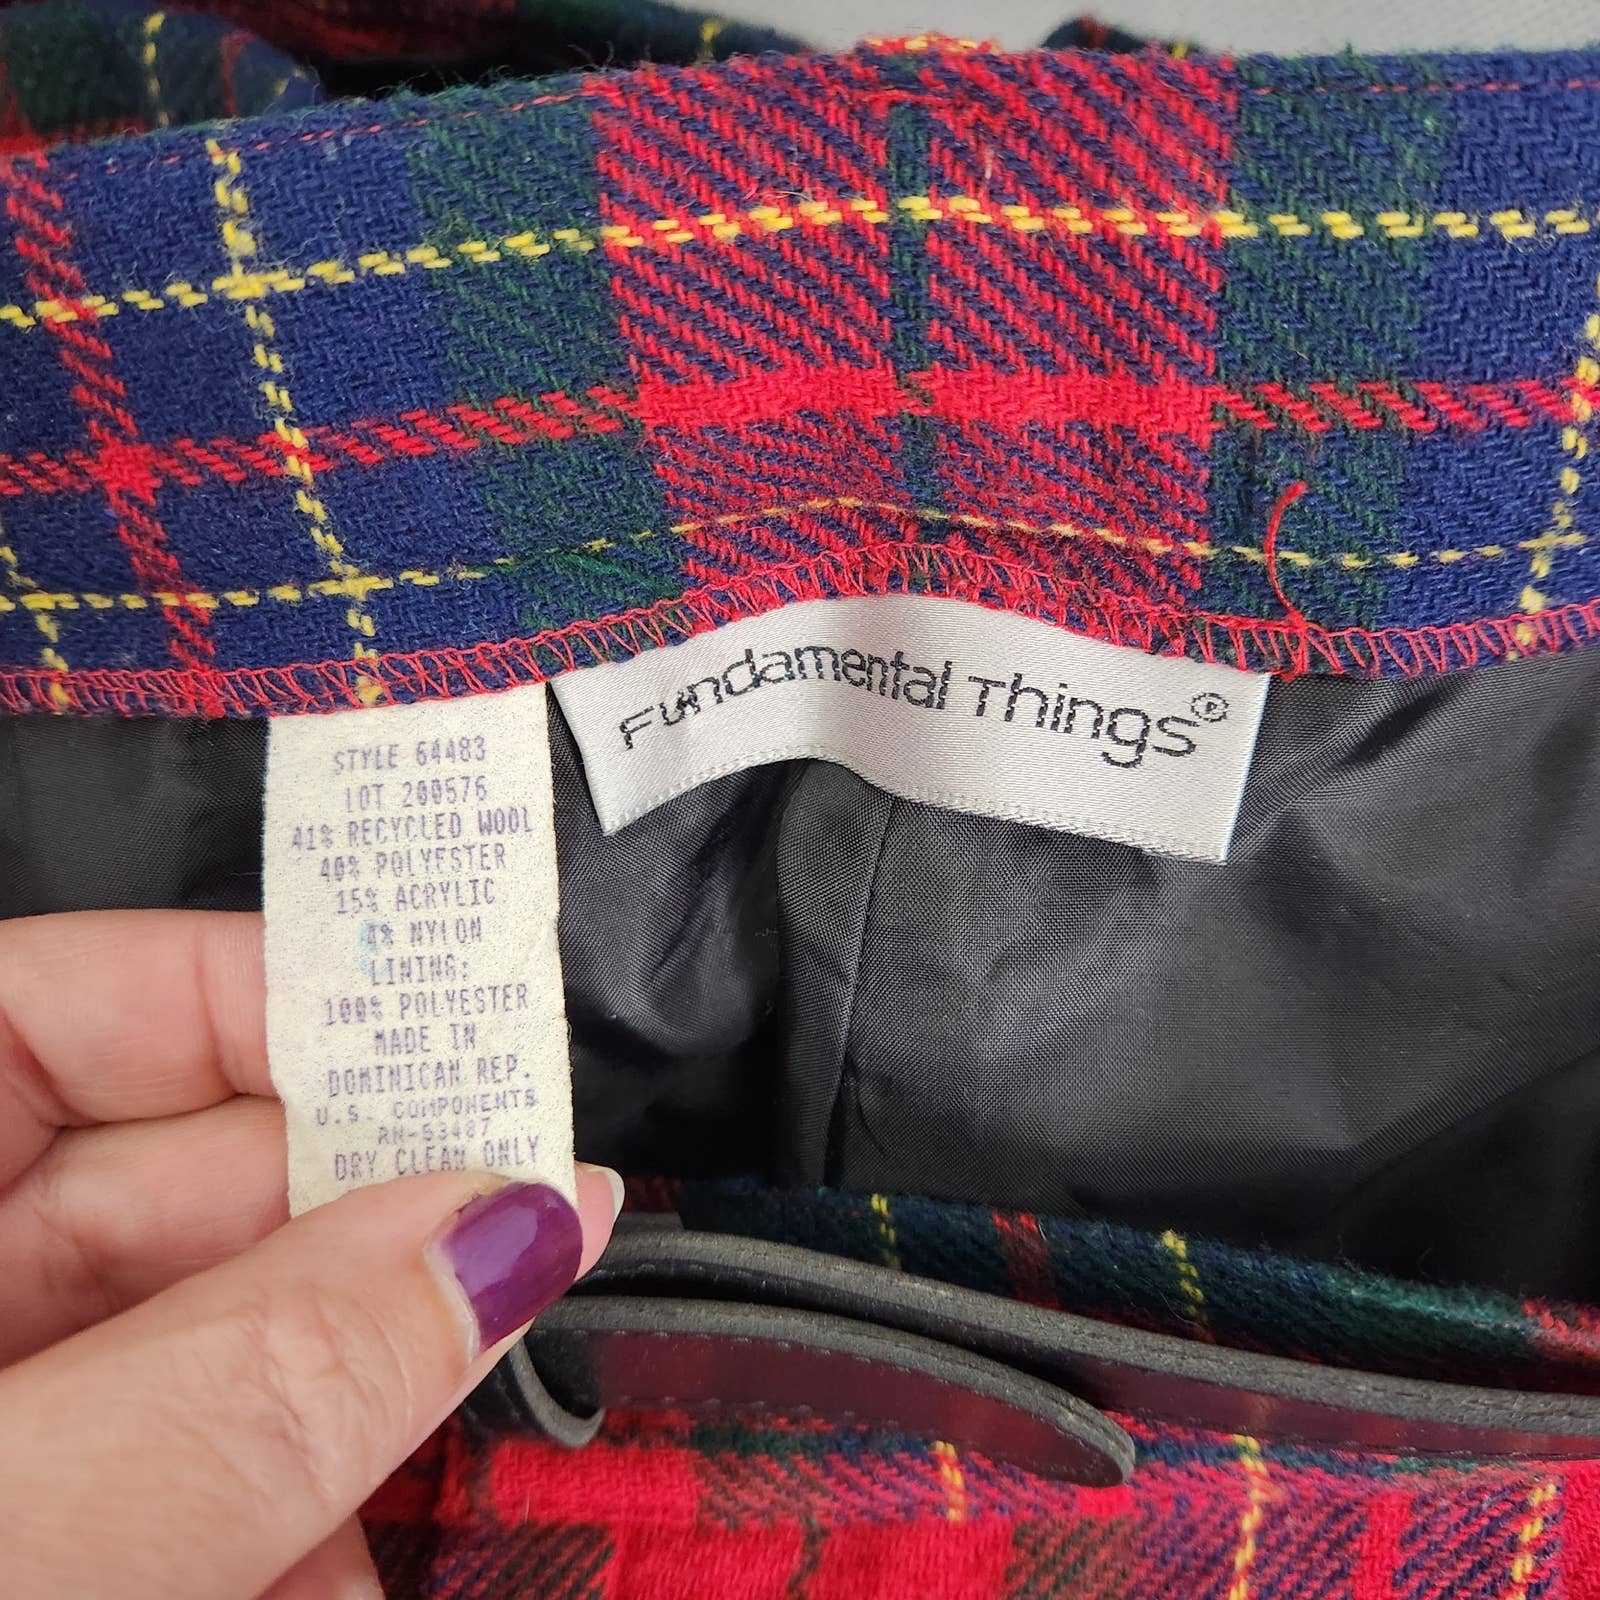 Fundamental Things®
STYLE 64483
LOT 200576
41% RECYCLED WOOL
40% POLYESTER
15% ACRYLIC
4% NYLON
LINING:
100% POLYESTER
MADE IN
DOMINICAN REP.
U.S. COMPONENTS
RN-53487
DRY CLEAN ONLY